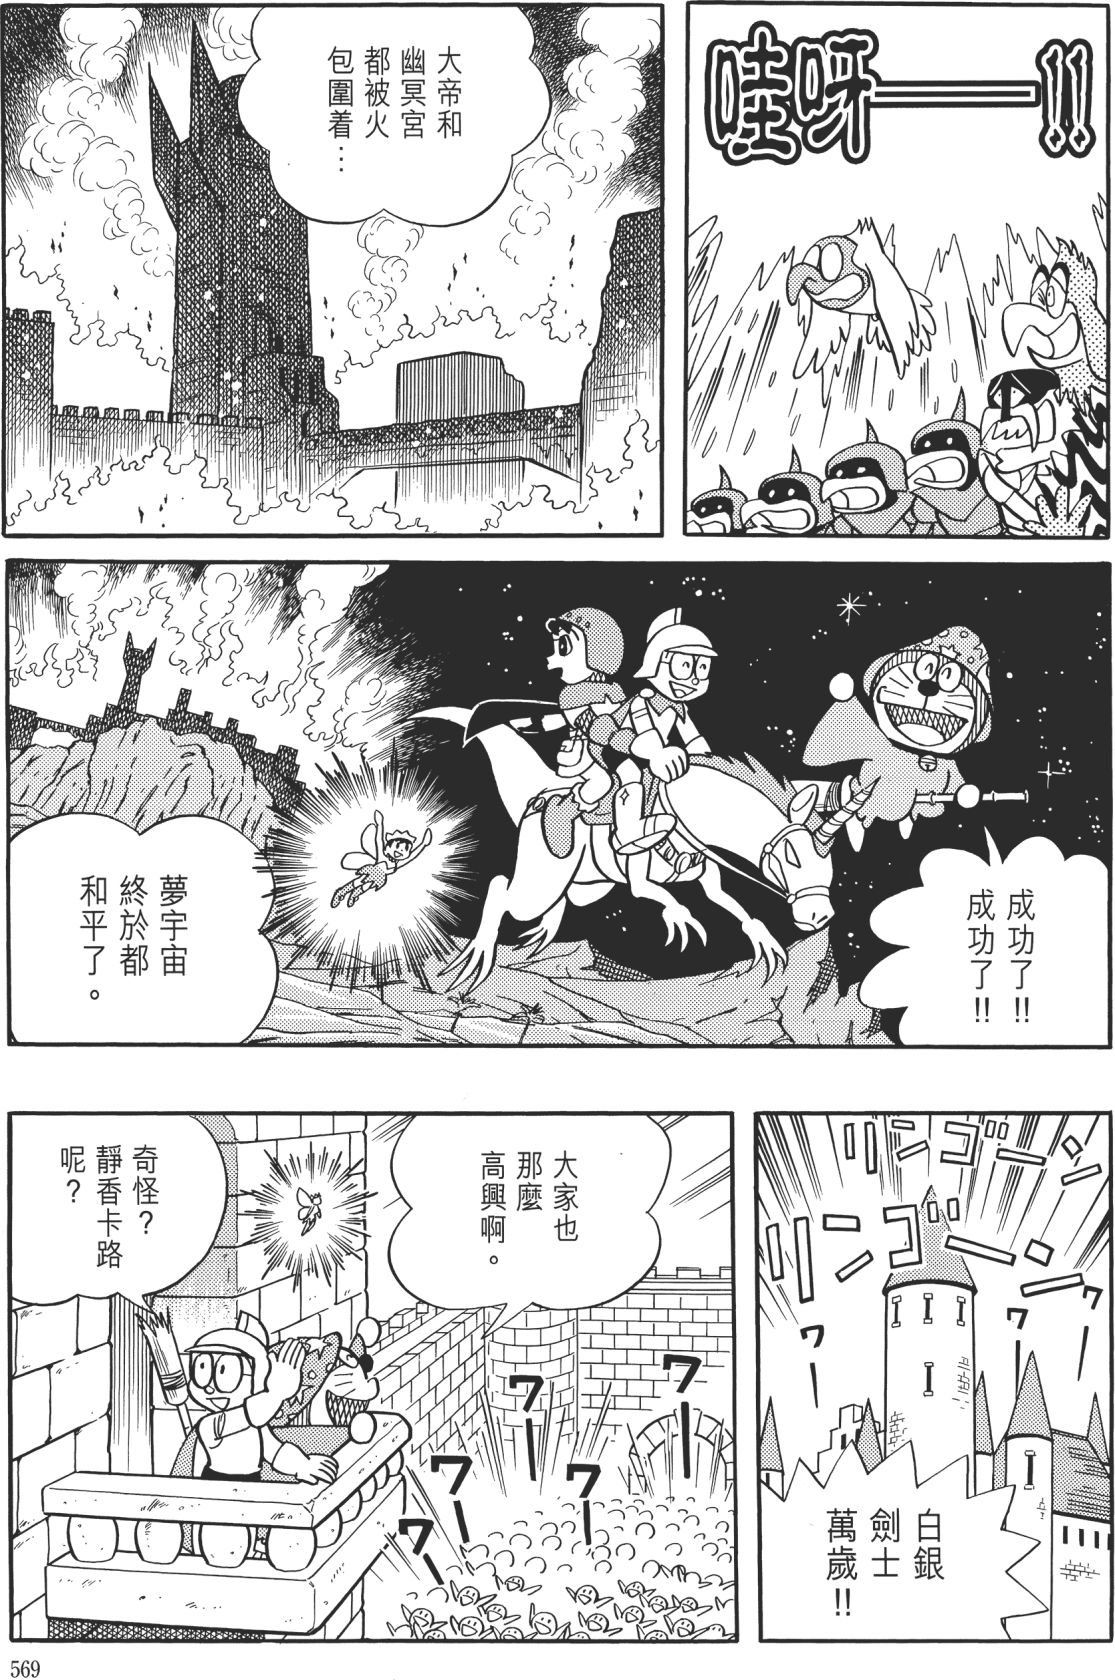 哇呀——!!
大帝和
幽冥宮
都被火
包圍着…
成功了!!
成功了!!
夢宇宙
終於都
和平了。
リンゴーン
リンゴーン
ワー
ワー
白銀
劍士
萬歲!!
大家也
那麼
高興啊。
奇怪?
靜香卡路
呢?
ワー
ワー
ワー
ワー
ワー
569